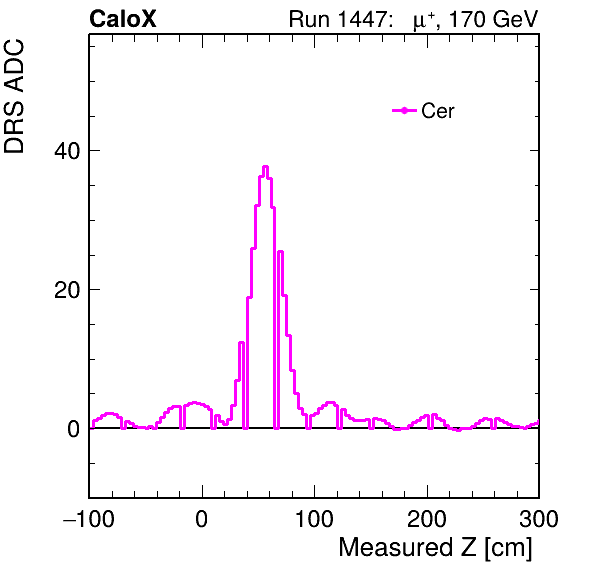 CaloX Run 1447: μ⁺, 170 GeV
DRS ADC
Cer
40
20
0
−100 0 100 200 300
Measured Z [cm]